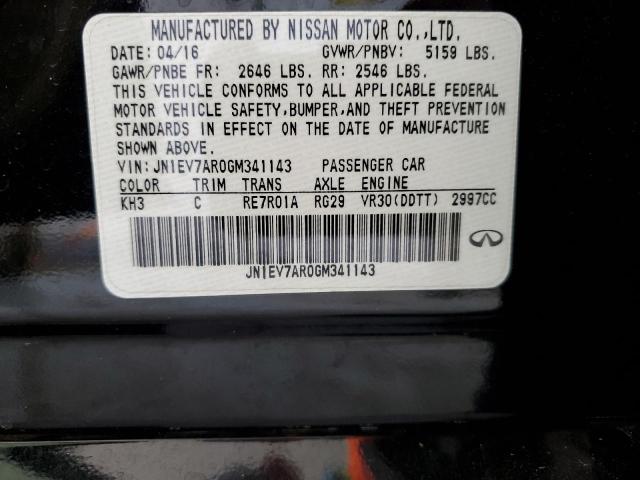 MANUFACTURED BY NISSAN MOTOR CO.,LTD.
DATE: 04/16 GVWR/PNBV: 5159 LBS.
GAWR/PNBE FR: 2646 LBS. RR: 2546 LBS.
THIS VEHICLE CONFORMS TO ALL APPLICABLE FEDERAL
MOTOR VEHICLE SAFETY,BUMPER,AND THEFT PREVENTION
STANDARDS IN EFFECT ON THE DATE OF MANUFACTURE
SHOWN ABOVE.
VIN: JN1EV7AR0GM341143 PASSENGER CAR
COLOR TRIM TRANS AXLE ENGINE
KH3 C RE7R01A RG29 VR30(DDTT) 2997CC
JN1EV7AR0GM341143